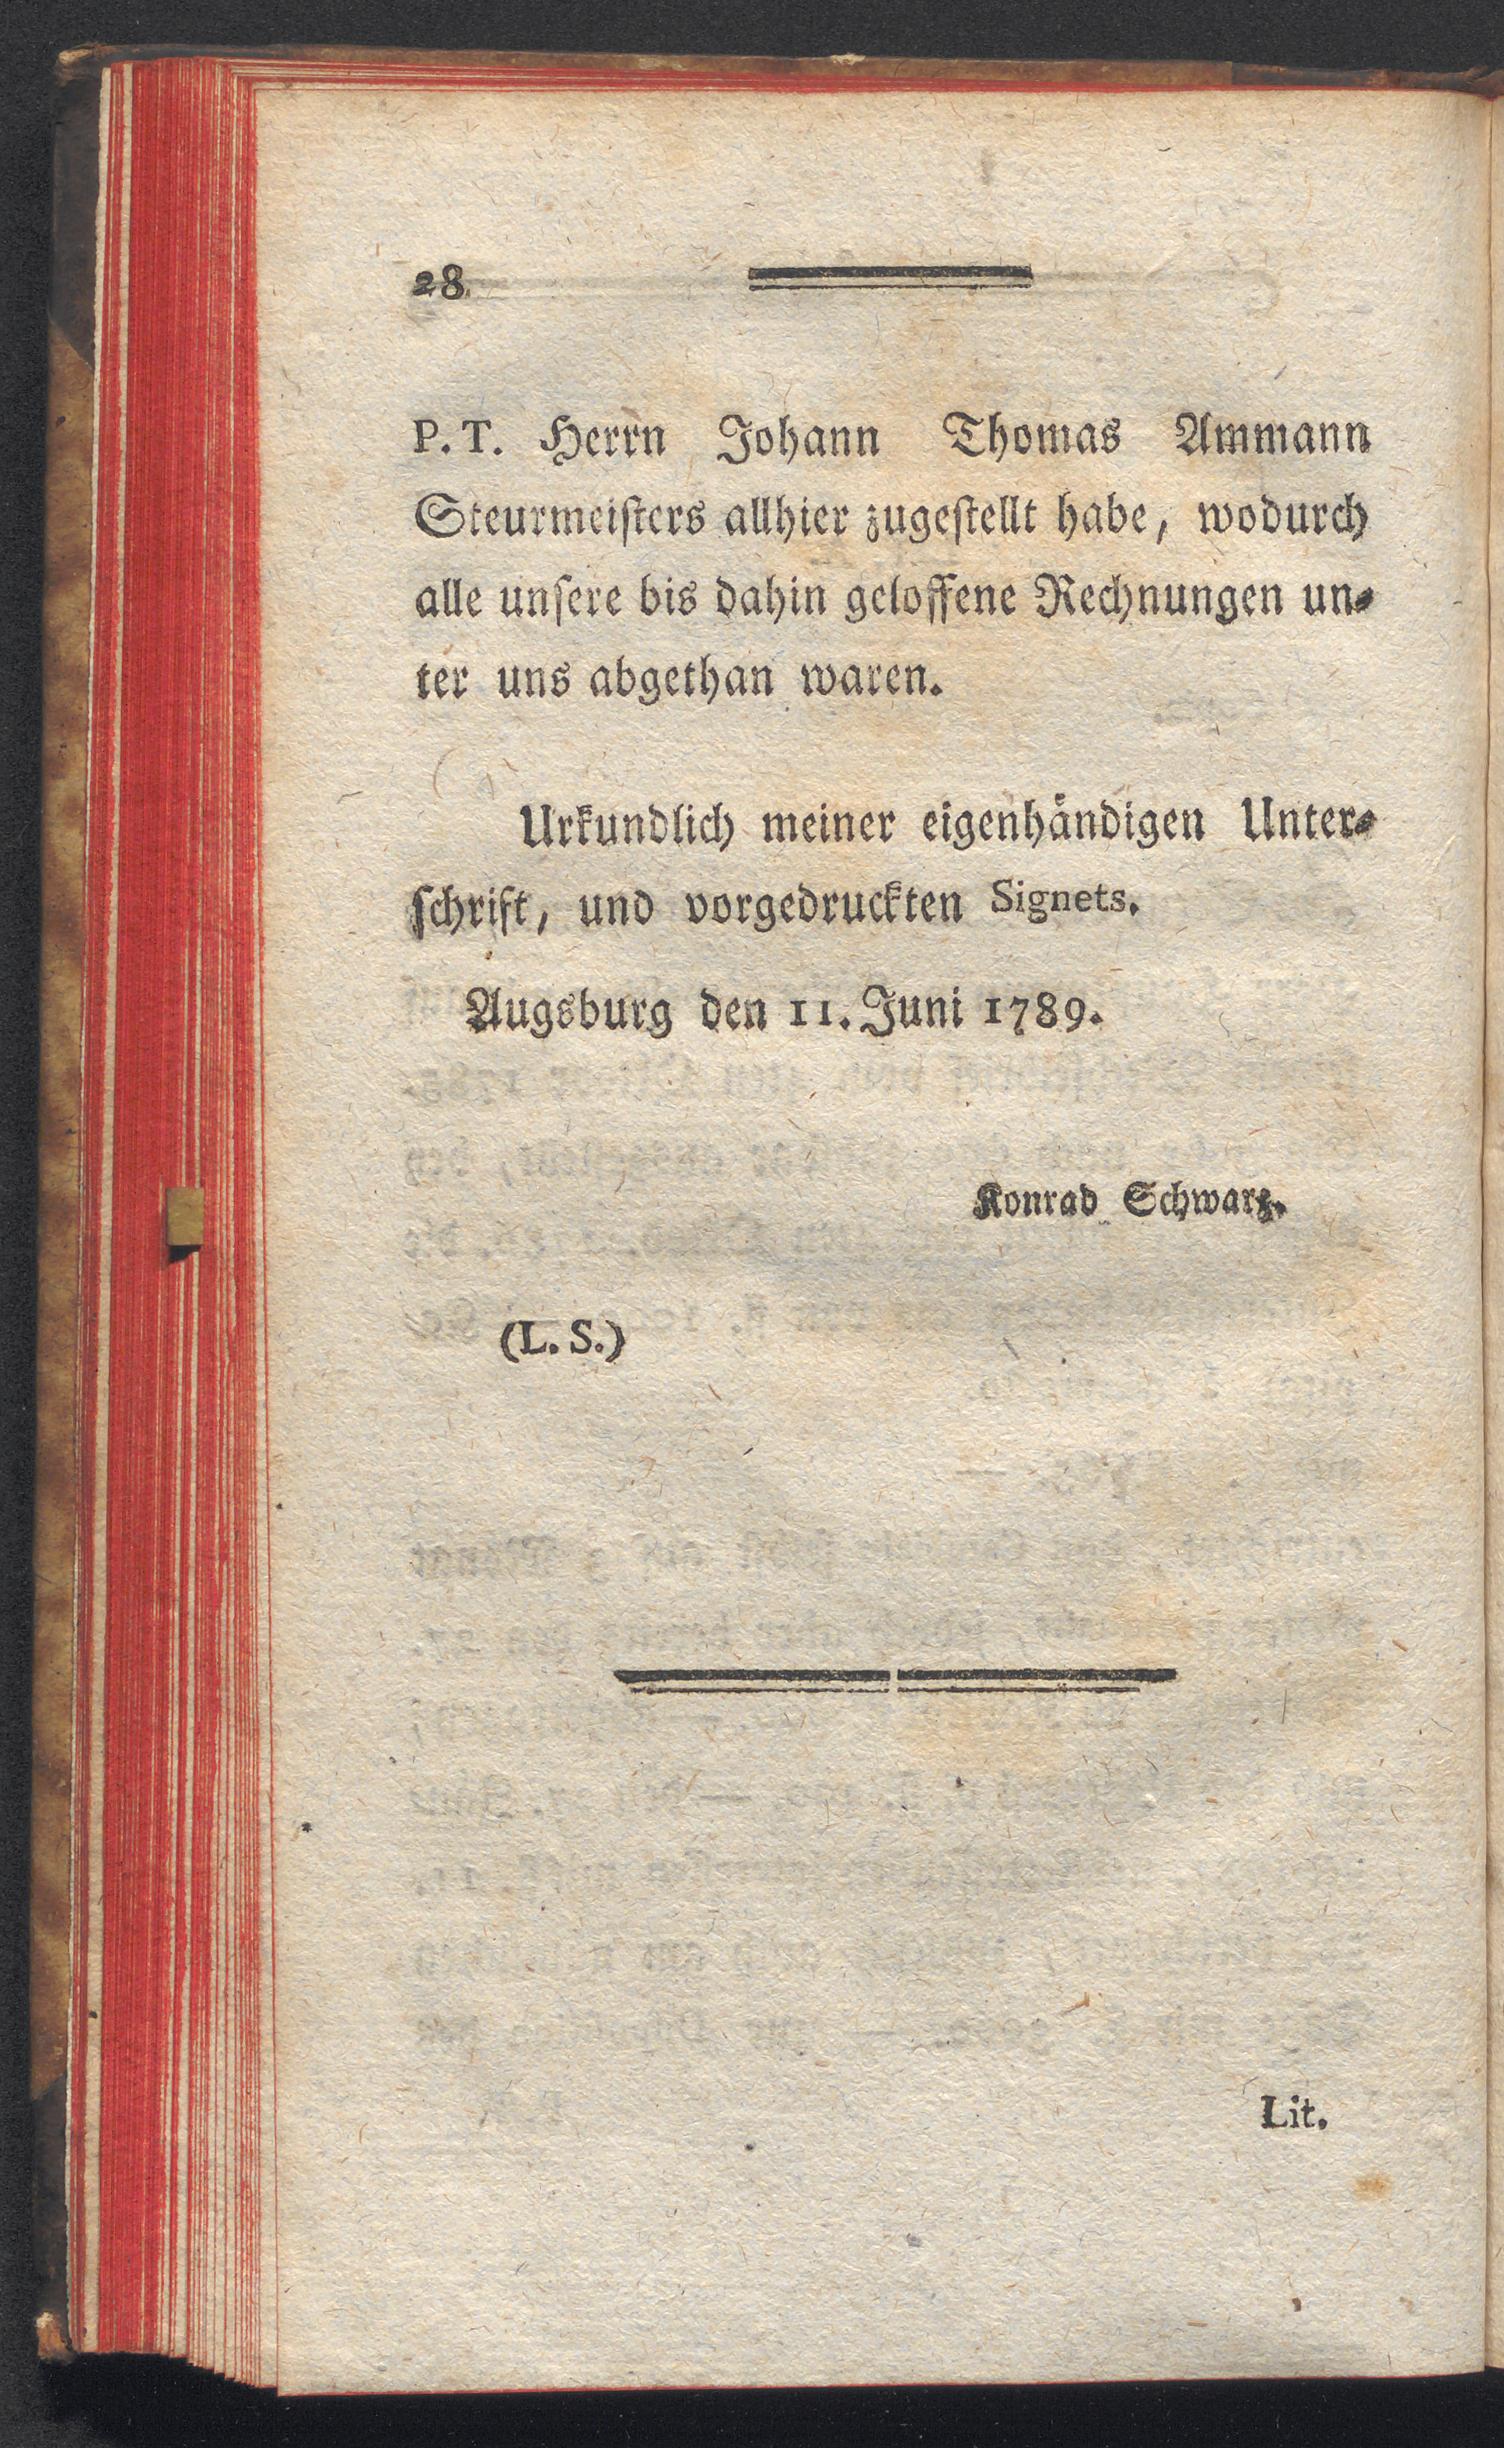 28
P. T. Herrn Johann Thomas Ammann
Steurmeiſters allhier zugeſtellt habe, wodurch
alle unſere bis dahin geloffene Rechnungen un⸗
ter uns abgethan waren.
Urkundlich meiner eigenhändigen Unter⸗
ſchrift, und vorgedruckten Signets.
Augsburg den 11. Juni 1789.
Konrad Schwarz.
(L. S.)
Lit.